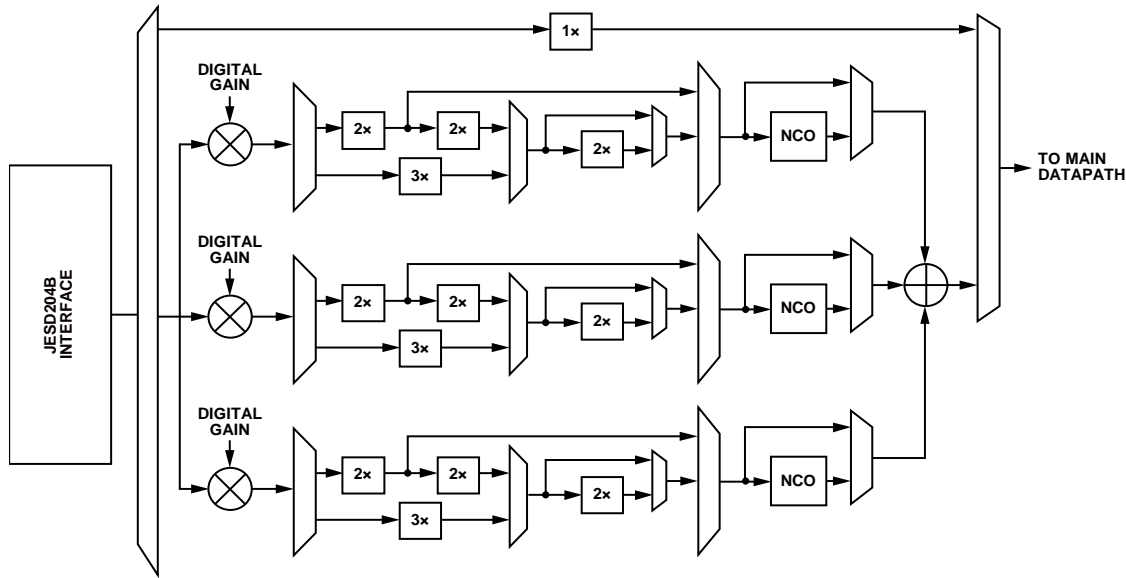 1×
DIGITAL
GAIN
2×
2×
2×
3×
NCO
TO MAIN
DATAPATH
JESD204B
INTERFACE
DIGITAL
GAIN
2×
2×
2×
3×
NCO
DIGITAL
GAIN
2×
2×
2×
3×
NCO